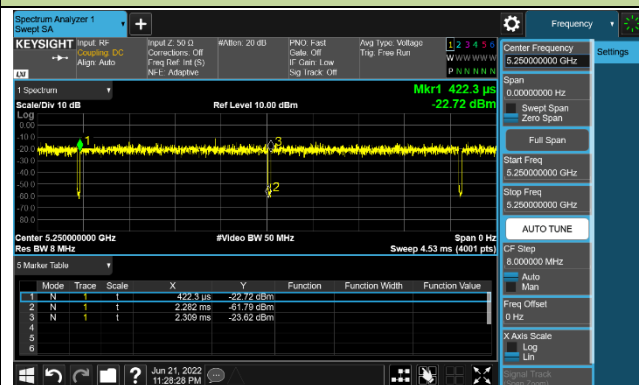 Spectrum Analyzer 1
Swept SA
Frequency
KEYSIGHT
Input: RF
Coupling: DC
Align: Auto
Input Z: 50 Ω
Corrections: Off
Freq Ref: Int (S)
NFE: Adaptive
#Atten: 20 dB
PNO: Fast
Gate: Off
IF Gain: Low
Sig Track: Off
Avg Type: Voltage
Trig: Free Run
1 2 3 4 5 6
W W W W W W
P N N N N N
LXI
Center Frequency
5.250000000 GHz
Settings
Span
0.00000000 Hz
Swept Span
Zero Span
Full Span
Start Freq
5.250000000 GHz
Stop Freq
5.250000000 GHz
AUTO TUNE
CF Step
8.000000 MHz
Auto
Man
Freq Offset
0 Hz
X Axis Scale
Log
Lin
Signal Track
1 Spectrum
Scale/Div 10 dB
Ref Level 10.00 dBm
Mkr1 422.3 µs
-22.72 dBm
Log
0.00
-10.0
-20.0
-30.0
-40.0
-50.0
-60.0
-70.0
-80.0
1
3
2
Center 5.250000000 GHz
Res BW 8 MHz
#Video BW 50 MHz
Span 0 Hz
Sweep 4.53 ms (4001 pts)
5 Marker Table
Mode Trace Scale X Y Function Function Width Function Value
1 N 1 t 422.3 µs -22.72 dBm
2 N 1 t 2.282 ms -61.79 dBm
3 N 1 t 2.309 ms -23.62 dBm
4
5
6
Jun 21, 2022
11:28:28 PM